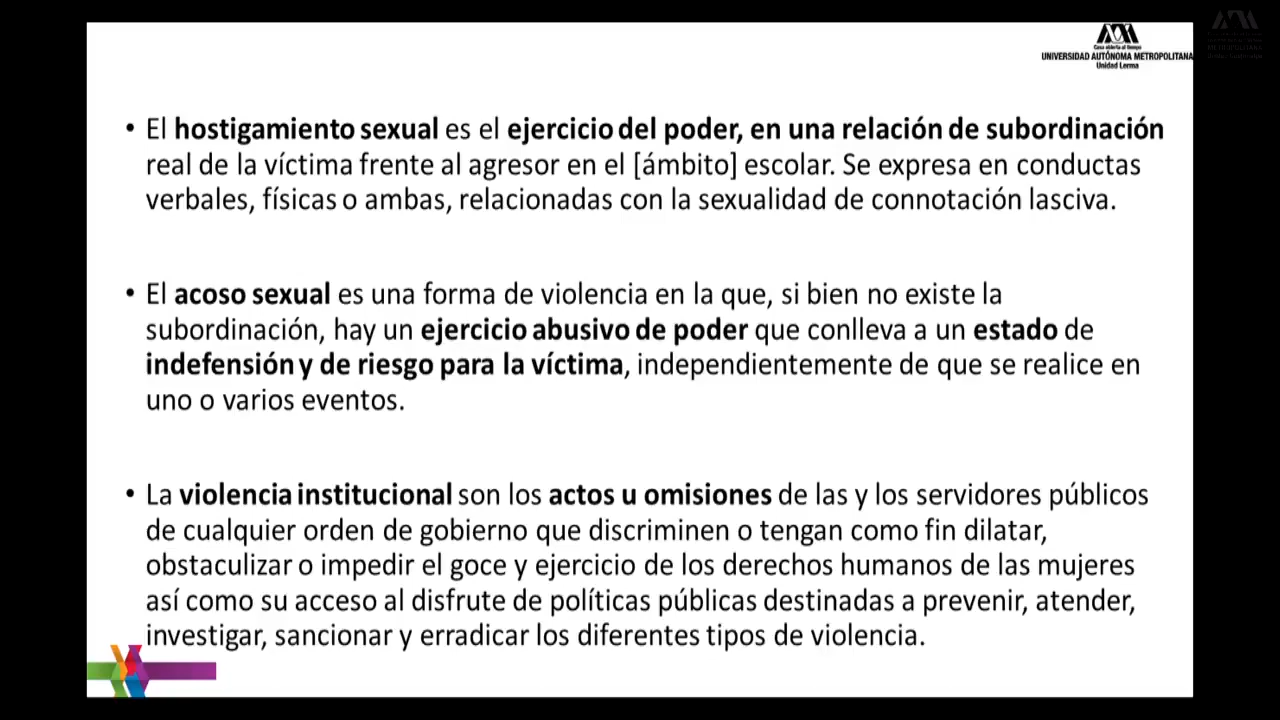 Casa abierta al tiempo
UNIVERSIDAD AUTÓNOMA METROPOLITANA
Unidad Lerma
• El hostigamiento sexual es el ejercicio del poder, en una relación de subordinación
real de la víctima frente al agresor en el [ámbito] escolar. Se expresa en conductas
verbales, físicas o ambas, relacionadas con la sexualidad de connotación lasciva.
• El acoso sexual es una forma de violencia en la que, si bien no existe la
subordinación, hay un ejercicio abusivo de poder que conlleva a un estado de
indefensión y de riesgo para la víctima, independientemente de que se realice en
uno o varios eventos.
• La violencia institucional son los actos u omisiones de las y los servidores públicos
de cualquier orden de gobierno que discriminen o tengan como fin dilatar,
obstaculizar o impedir el goce y ejercicio de los derechos humanos de las mujeres
así como su acceso al disfrute de políticas públicas destinadas a prevenir, atender,
investigar, sancionar y erradicar los diferentes tipos de violencia.